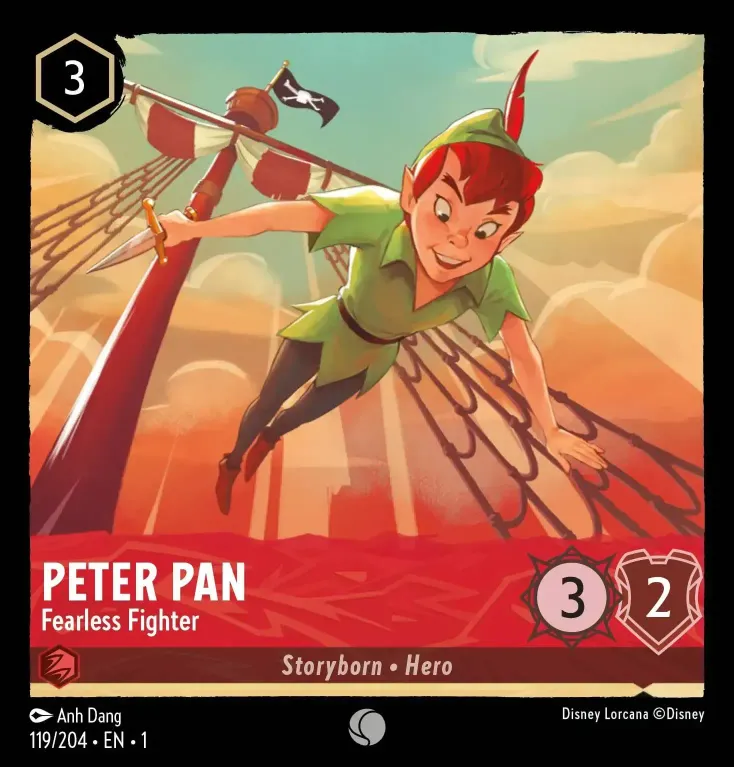 3
PETER PAN
Fearless Fighter
3 2
Storyborn • Hero
Anh Dang
Disney Lorcana ©Disney
119/204 • EN • 1